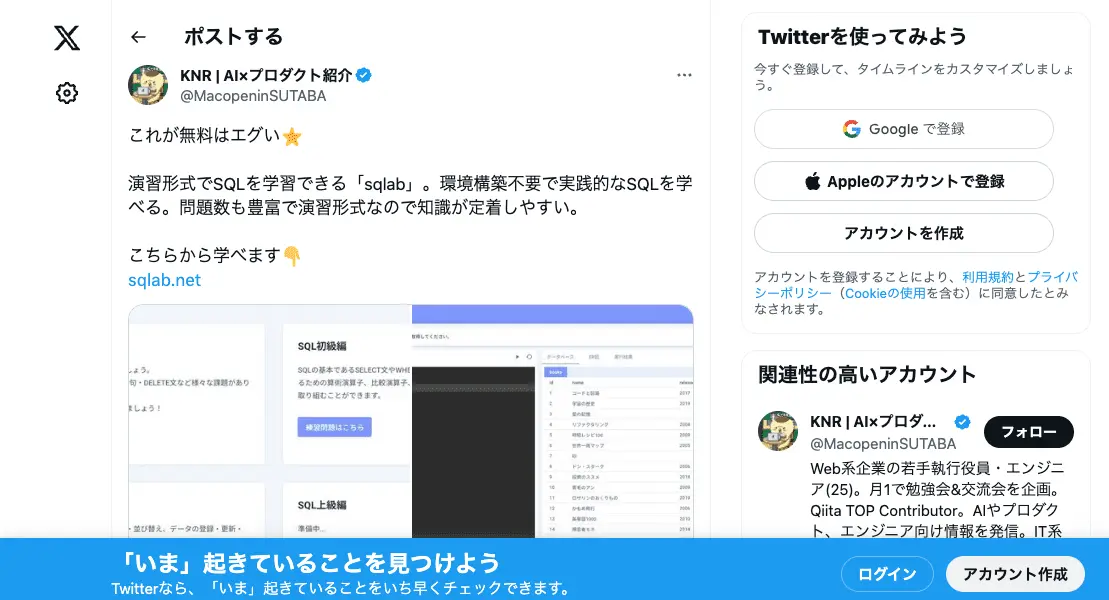 ポストする
KNR | AI×プロダクト紹介
@MacopeninSUTABA
これが無料はエグい
演習形式でSQLを学習できる「sqlab」。環境構築不要で実践的なSQLを学
べる。問題数も豊富で演習形式なので知識が定着しやすい。
こちらから学べます
sqlab.net
しょう。
句・DELETE文など様々な課題があり
ましょう！
SQL初級編
SQLの基本であるSELECT文やWHE
るための算術演算子、比較演算子、
取り組むことができます。
練習問題はこちら
SQL上級編
準備中...
・並び替え、データの登録・更新・
id
name
Twitterを使ってみよう
今すぐ登録して、タイムラインをカスタマイズしましょ
う。
Google で登録
Appleのアカウントで登録
アカウントを作成
アカウントを登録することにより、利用規約とプライバ
シーポリシー（Cookieの使用を含む）に同意したとみ
なされます。
関連性の高いアカウント
KNR | AI×プロダ...
@MacopeninSUTABA
フォロー
Web系企業の若手執行役員・エンジニ
ア(25)。月1で勉強会&交流会を企画。
Qiita TOP Contributor。AIやプロダク
ト、エンジニア向け情報を発信。IT系
「いま」起きていることを見つけよう
Twitterなら、「いま」起きていることをいち早くチェックできます。
ログイン
アカウント作成